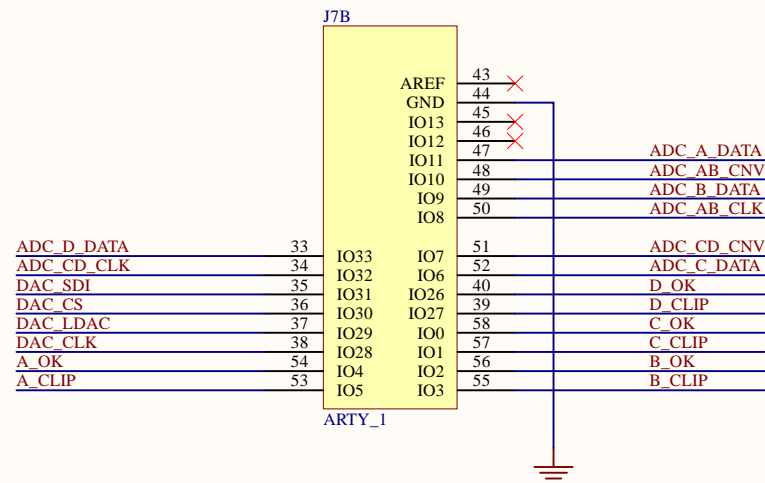 J7B
AREF 43
GND 44
IO13 45
IO12 46
IO11 47 ADC_A_DATA
IO10 48 ADC_AB_CNV
IO9 49 ADC_B_DATA
IO8 50 ADC_AB_CLK
ADC_D_DATA 33 IO33 IO7 51 ADC_CD_CNV
ADC_CD_CLK 34 IO32 IO6 52 ADC_C_DATA
DAC_SDI 35 IO31 IO26 40 D_OK
DAC_CS 36 IO30 IO27 39 D_CLIP
DAC_LDAC 37 IO29 IO0 58 C_OK
DAC_CLK 38 IO28 IO1 57 C_CLIP
A_OK 54 IO4 IO2 56 B_OK
A_CLIP 53 IO5 IO3 55 B_CLIP
ARTY_1